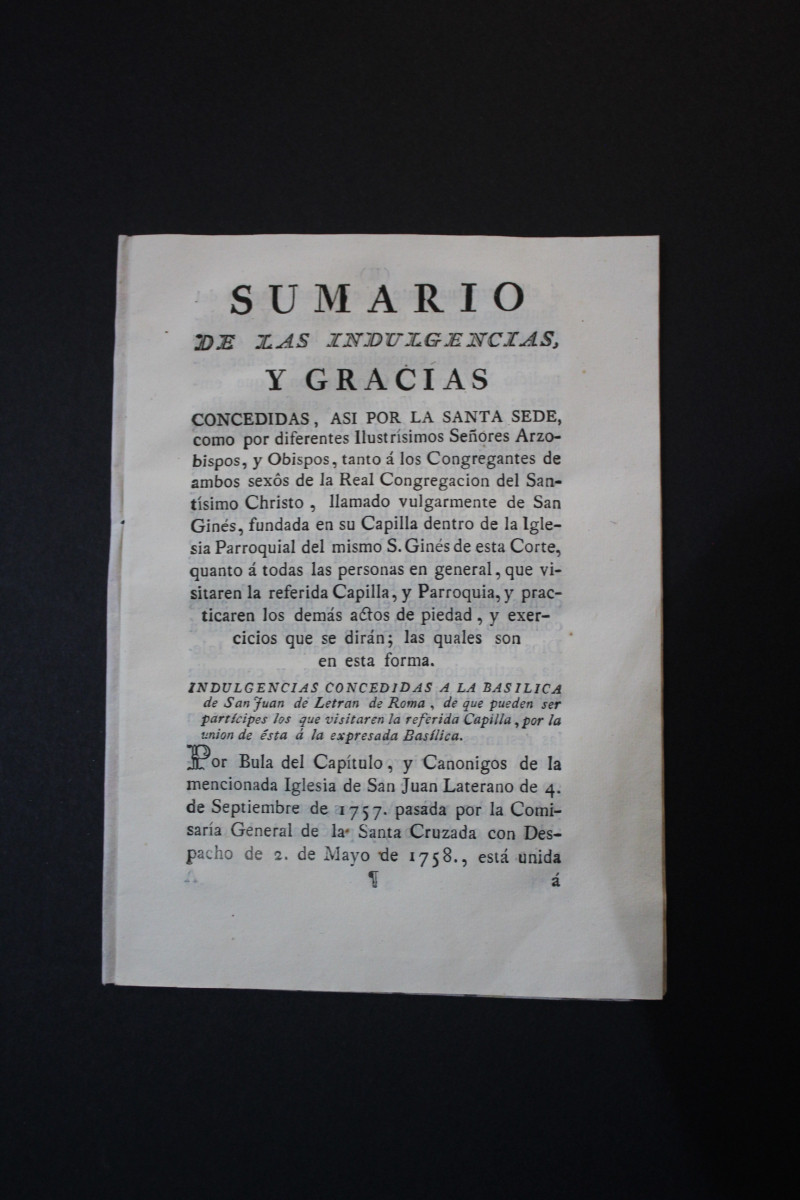 SUMARIO
DE LAS INDULGENCIAS,
Y GRACIAS
CONCEDIDAS, ASI POR LA SANTA SEDE,
como por diferentes Ilustrísimos Señores Arzo-
bispos, y Obispos, tanto á los Congregantes de
ambos sexôs de la Real Congregacion del San-
tísimo Christo, llamado vulgarmente de San
Ginés, fundada en su Capilla dentro de la Igle-
sia Parroquial del mismo S. Ginés de esta Corte,
quanto á todas las personas en general, que vi-
sitaren la referida Capilla, y Parroquia, y prac-
ticaren los demás actos de piedad, y exer-
cicios que se dirán; las quales son
en esta forma.
INDULGENCIAS CONCEDIDAS A LA BASILICA
de San Juan de Letran de Roma, de que pueden ser
partícipes los que visitaren la referida Capilla, por la
union de ésta á la expresada Basílica.
Por Bula del Capítulo, y Canonigos de la
mencionada Iglesia de San Juan Laterano de 4.
de Septiembre de 1757. pasada por la Comi-
saría General de la Santa Cruzada con Des-
pacho de 2. de Mayo de 1758., está unida
¶ á